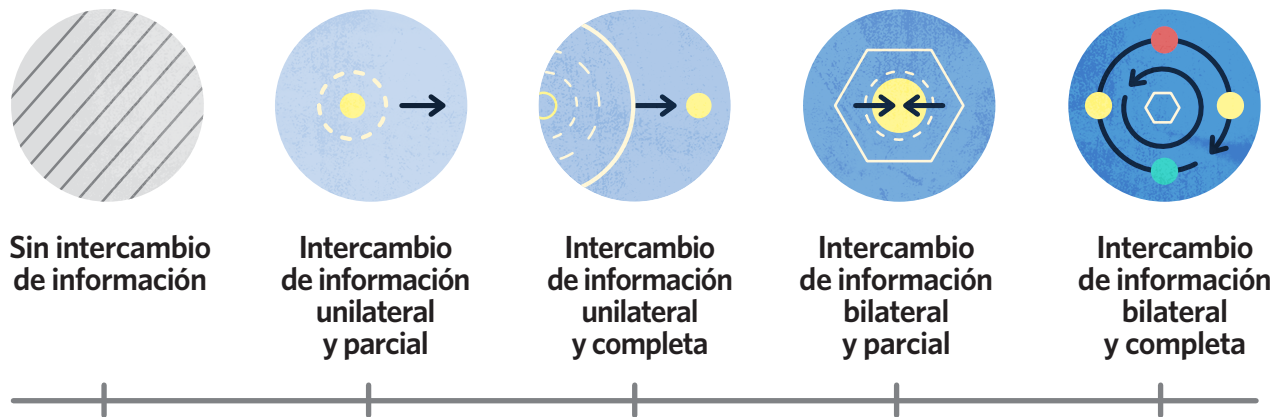 Sin intercambio
de información
Intercambio
de información
unilateral
y parcial
Intercambio
de información
unilateral
y completa
Intercambio
de información
bilateral
y parcial
Intercambio
de información
bilateral
y completa